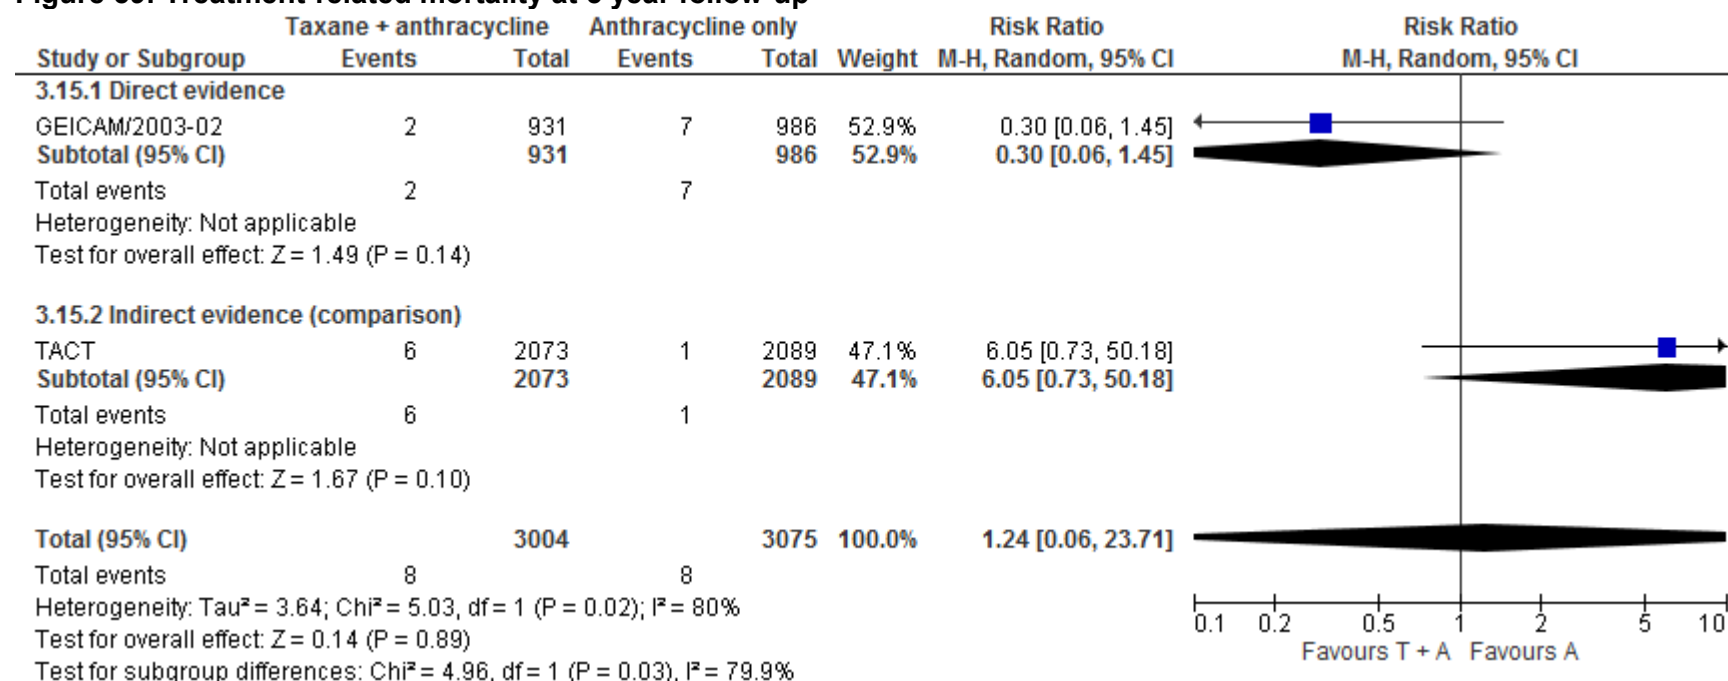 Taxane + anthracycline Anthracycline only Risk Ratio Risk Ratio
Study or Subgroup Events Total Events Total Weight M-H, Random, 95% CI M-H, Random, 95% CI
3.15.1 Direct evidence
GEICAM/2003-02 2 931 7 986 52.9% 0.30 [0.06, 1.45]
Subtotal (95% CI) 931 986 52.9% 0.30 [0.06, 1.45]
Total events 2 7
Heterogeneity: Not applicable
Test for overall effect: Z = 1.49 (P = 0.14)
3.15.2 Indirect evidence (comparison)
TACT 6 2073 1 2089 47.1% 6.05 [0.73, 50.18]
Subtotal (95% CI) 2073 2089 47.1% 6.05 [0.73, 50.18]
Total events 6 1
Heterogeneity: Not applicable
Test for overall effect: Z = 1.67 (P = 0.10)
Total (95% CI) 3004 3075 100.0% 1.24 [0.06, 23.71]
Total events 8 8
Heterogeneity: Tau² = 3.64; Chi² = 5.03, df = 1 (P = 0.02); I² = 80%
Test for overall effect: Z = 0.14 (P = 0.89)
Test for subgroup differences: Chi² = 4.96, df = 1 (P = 0.03), I² = 79.9%
0.1 0.2 0.5 1 2 5 10
Favours T + A Favours A